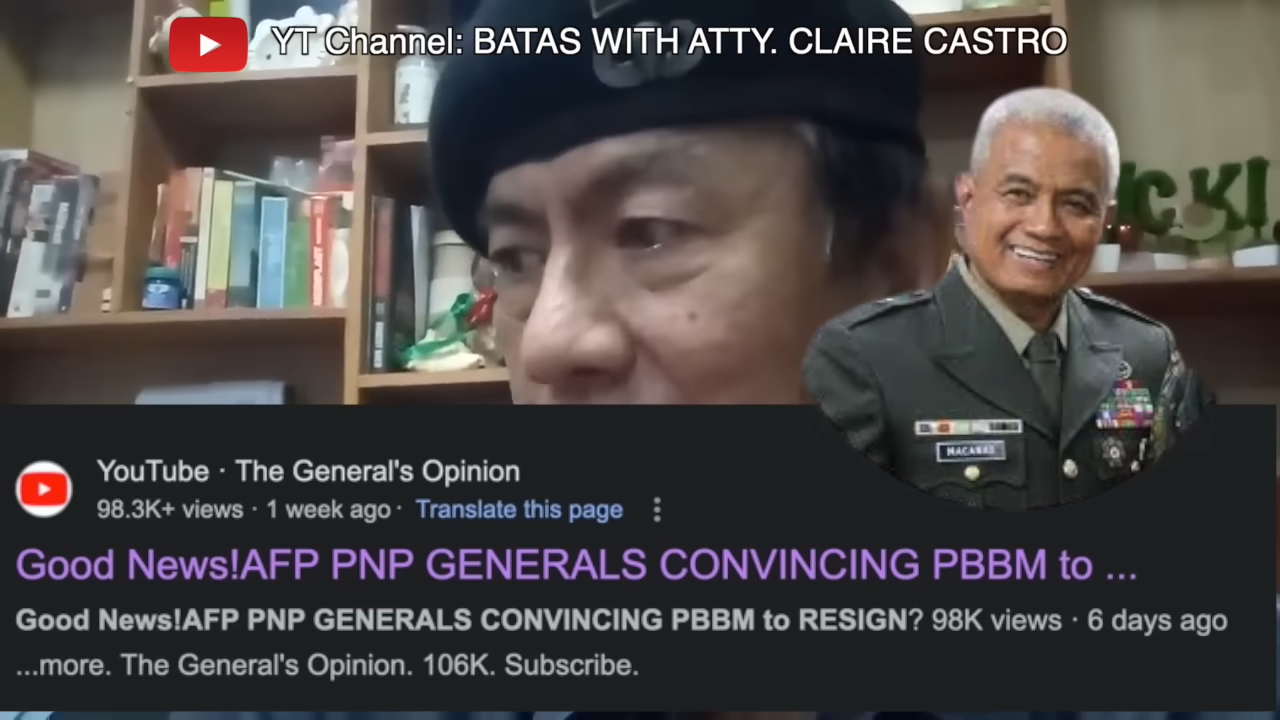 YT Channel: BATAS WITH ATTY. CLAIRE CASTRO
YouTube · The General's Opinion
98.3K+ views · 1 week ago · Translate this page
Good News!AFP PNP GENERALS CONVINCING PBBM to ...
Good News!AFP PNP GENERALS CONVINCING PBBM to RESIGN? 98K views · 6 days ago
...more. The General's Opinion. 106K. Subscribe.